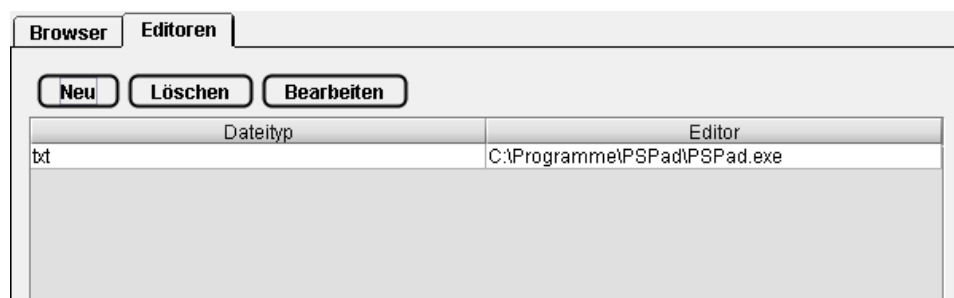 Browser Editoren
Neu Löschen Bearbeiten
Dateityp Editor
txt C:\Programme\PSPad\PSPad.exe